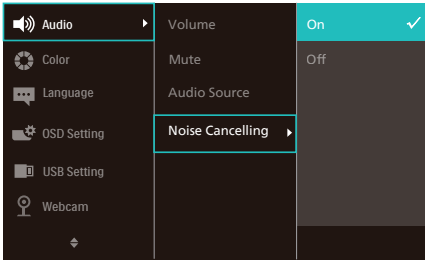 Audio
Color
Language
OSD Setting
USB Setting
Webcam
Volume
Mute
Audio Source
Noise Cancelling
On
Off